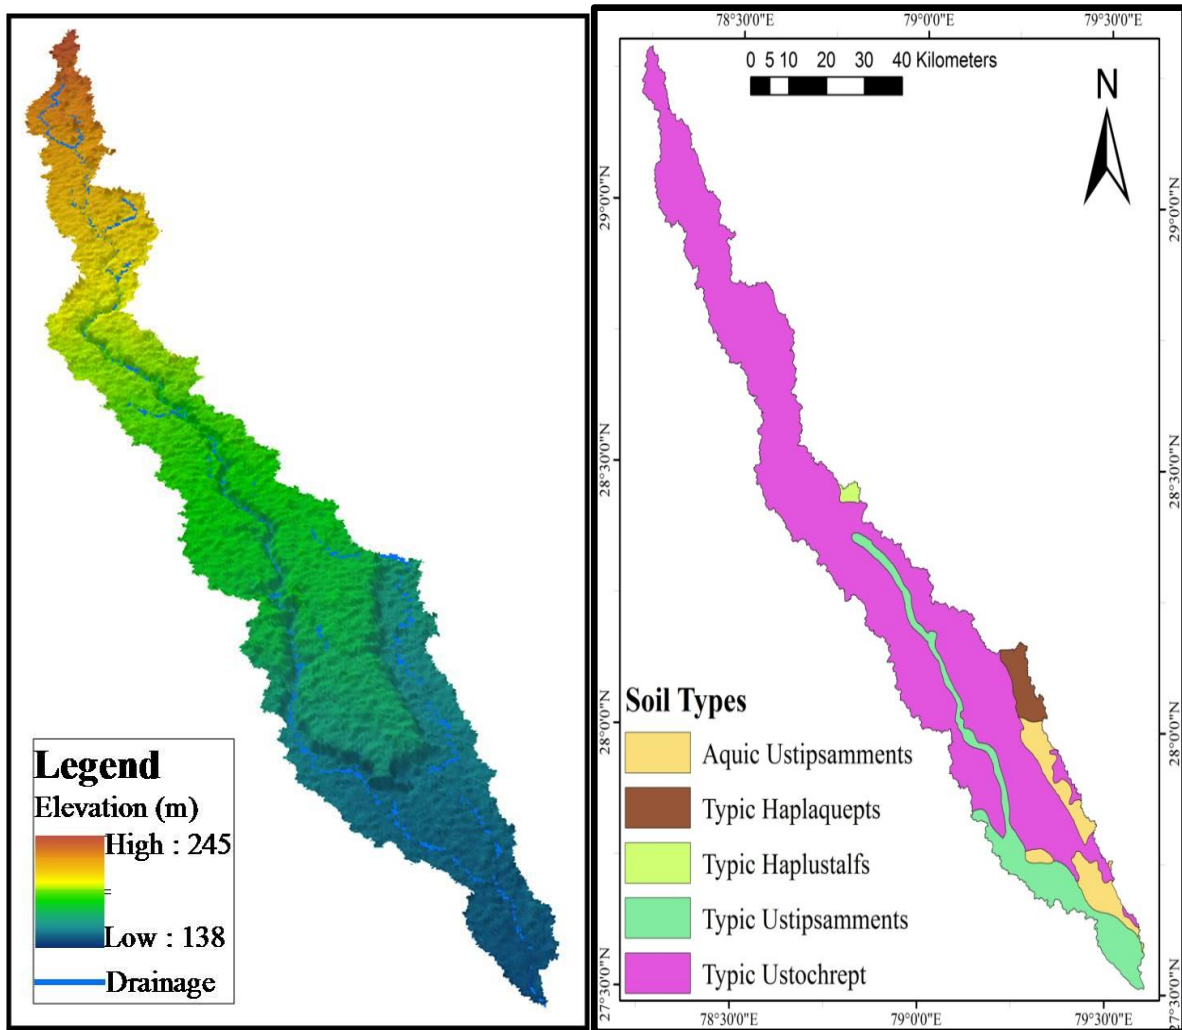 Legend
Elevation (m)
High : 245
Low : 138
Drainage
78°30'0"E
79°0'0"E
79°30'0"E
0 5 10 20 30 40 Kilometers
N
29°0'0"N
29°0'0"N
28°30'0"N
28°30'0"N
28°0'0"N
28°0'0"N
Soil Types
Aquic Ustipsamments
Typic Haplaquepts
Typic Haplustalfs
Typic Ustipsamments
Typic Ustochrept
27°30'0"N
27°30'0"N
78°30'0"E
79°0'0"E
79°30'0"E